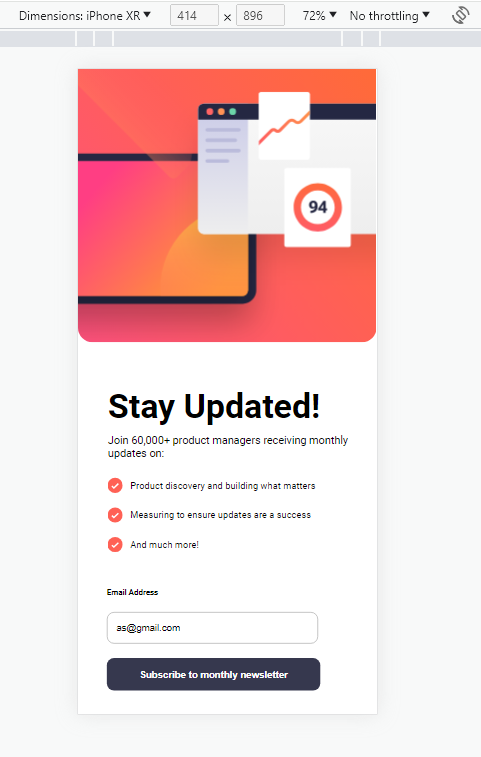 Dimensions: iPhone XR 414 × 896 72% No throttling
94
Stay Updated!
Join 60,000+ product managers receiving monthly
updates on:
Product discovery and building what matters
Measuring to ensure updates are a success
And much more!
Email Address
as@gmail.com
Subscribe to monthly newsletter